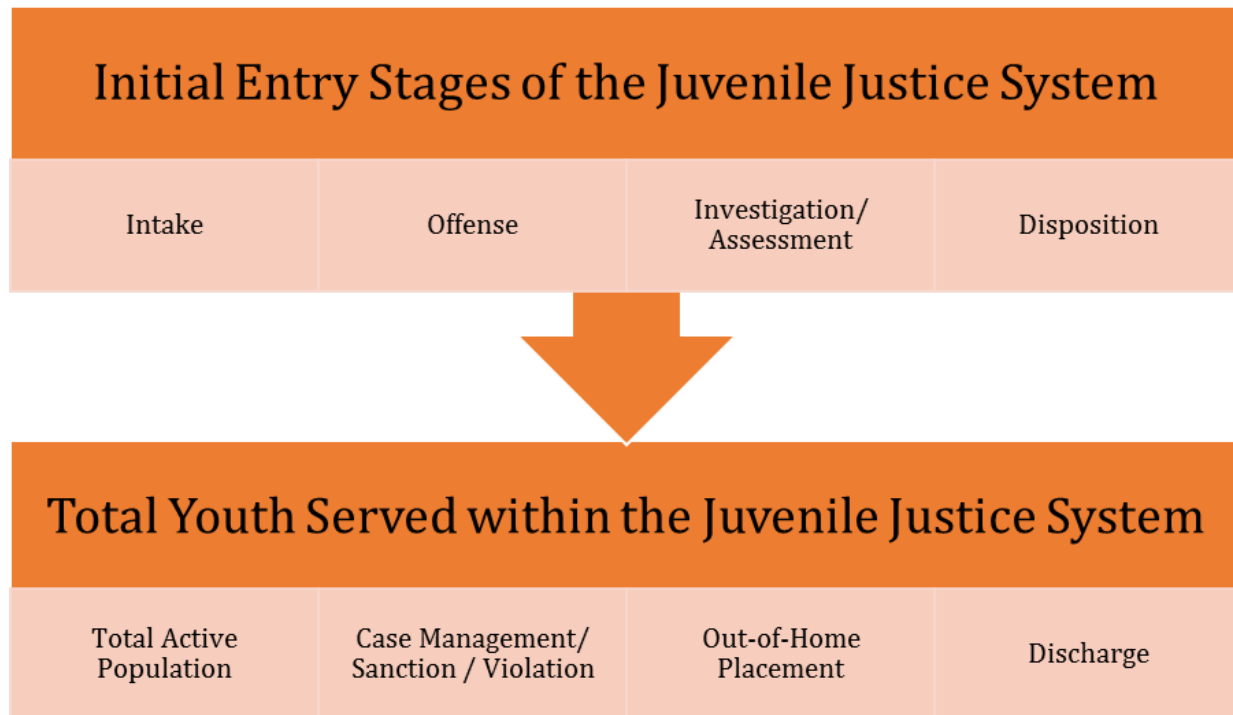 Initial Entry Stages of the Juvenile Justice System
Intake
Offense
Investigation/
Assessment
Disposition
Total Youth Served within the Juvenile Justice System
Total Active
Population
Case Management/
Sanction / Violation
Out-of-Home
Placement
Discharge